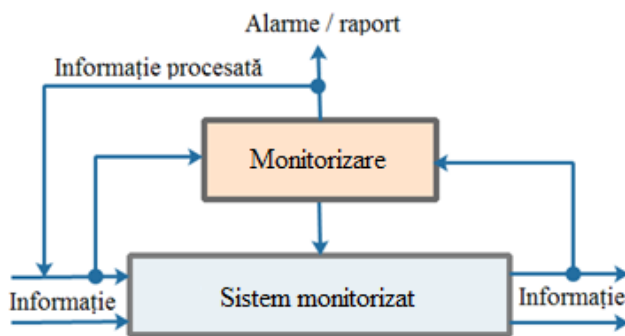 Alarme / raport
Informație procesată
Monitorizare
Informație
Sistem monitorizat
Informație